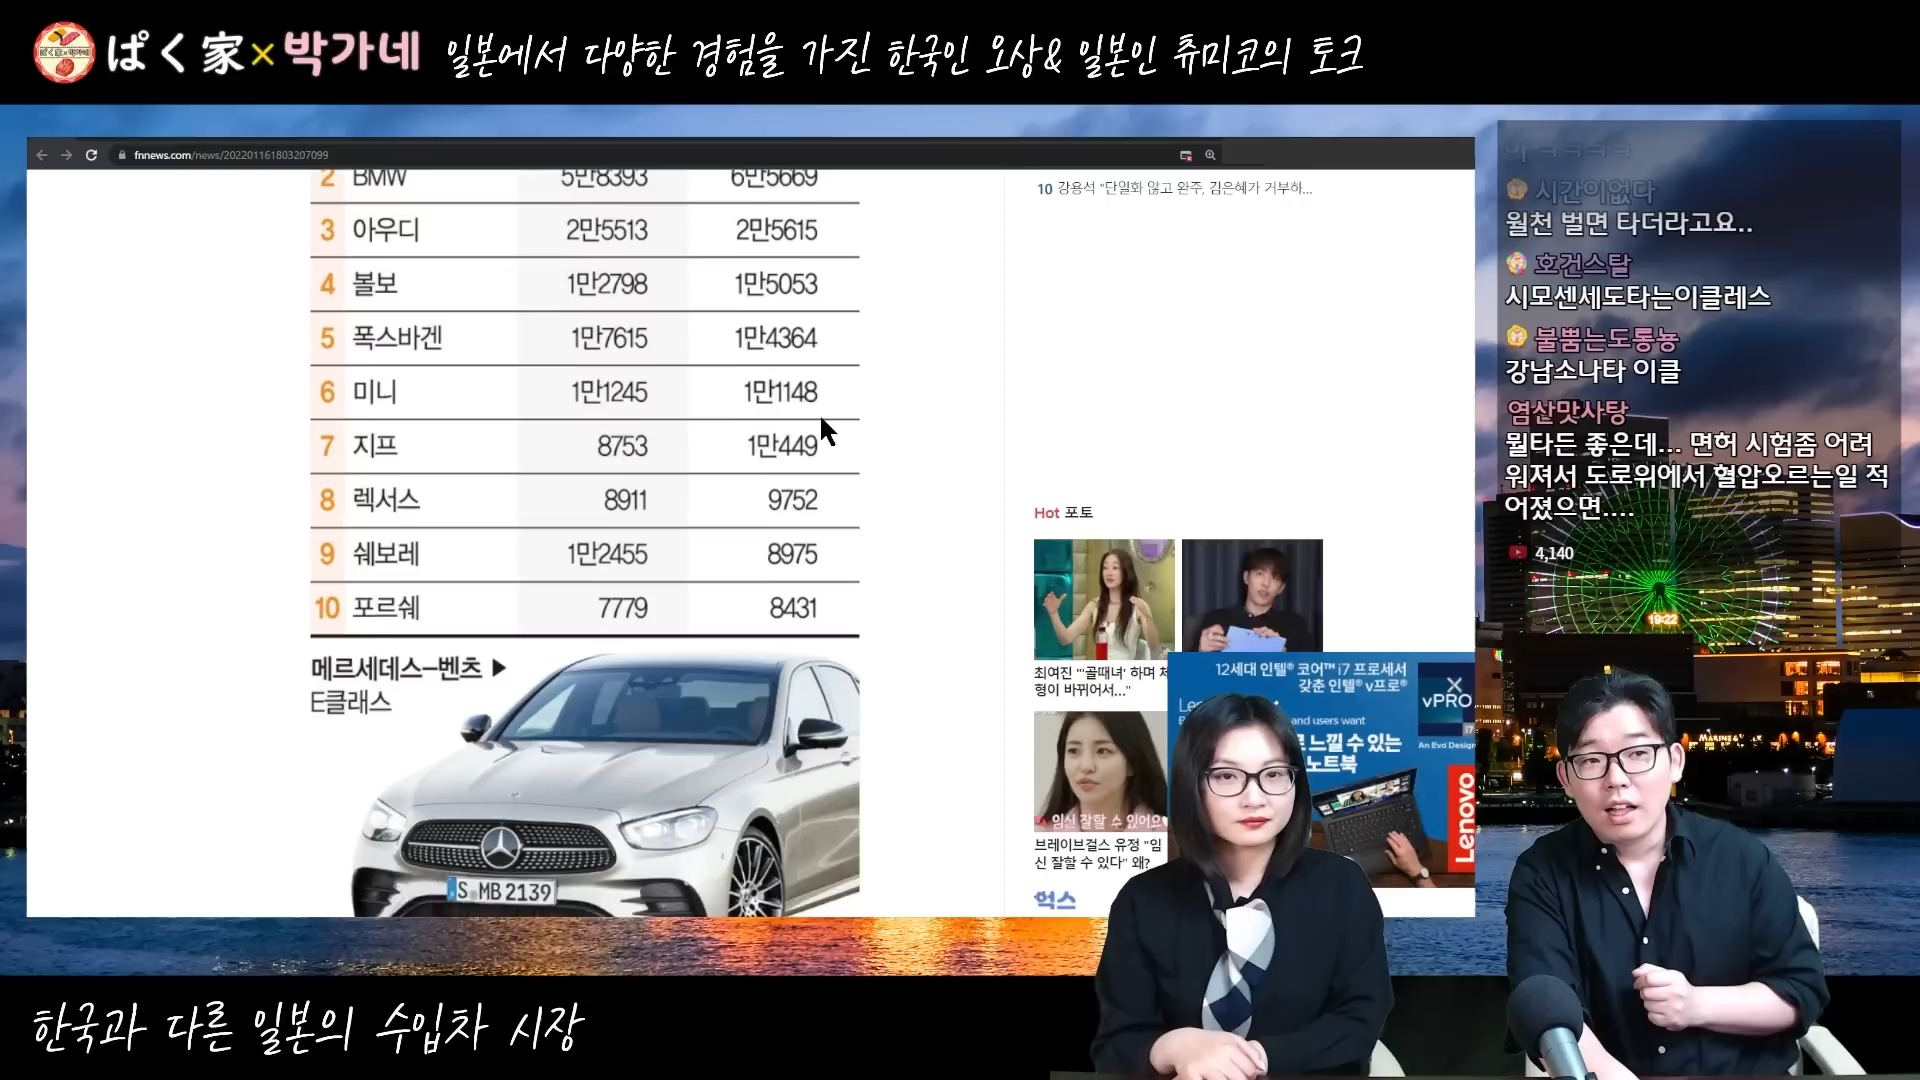 ぱく家×박가네 일본에서 다양한 경험을 가진 한국인 오상& 일본인 츄미코의 토크
fnnews.com/news/202201161803207099
2 BMW 5만8393 6만5669
3 아우디 2만5513 2만5615
4 볼보 1만2798 1만5053
5 폭스바겐 1만7615 1만4364
6 미니 1만1245 1만1148
7 지프 8753 1만449
8 렉서스 8911 9752
9 쉐보레 1만2455 8975
10 포르쉐 7779 8431
메르세데스-벤츠 ▶
E클래스
S MB 2139
10 강용석 "단일화 않고 완주, 김은혜가 거부하...
Hot 포토
최여진 "'골때녀' 하며 체
형이 바뀌어서..."
임신 잘할 수 있어요
브레이브걸스 유정 "임
신 잘할 수 있다" 왜?
억스
12세대 인텔® 코어™ i7 프로세서
갖춘 인텔® v프로®
and users want
느낄 수 있는
노트북
vPRO
i7
An Evo Design
Lenovo
시간이없다
월천 벌면 타더라고요..
호건스탈
시모센세도타는이클레스
불뿜는도롱뇽
강남소나타 이클
염산맛사탕
뭘타든 좋은데... 면허 시험좀 어려
워져서 도로위에서 혈압오르는일 적
어졌으면....
4,140
19:22
한국과 다른 일본의 수입차 시장